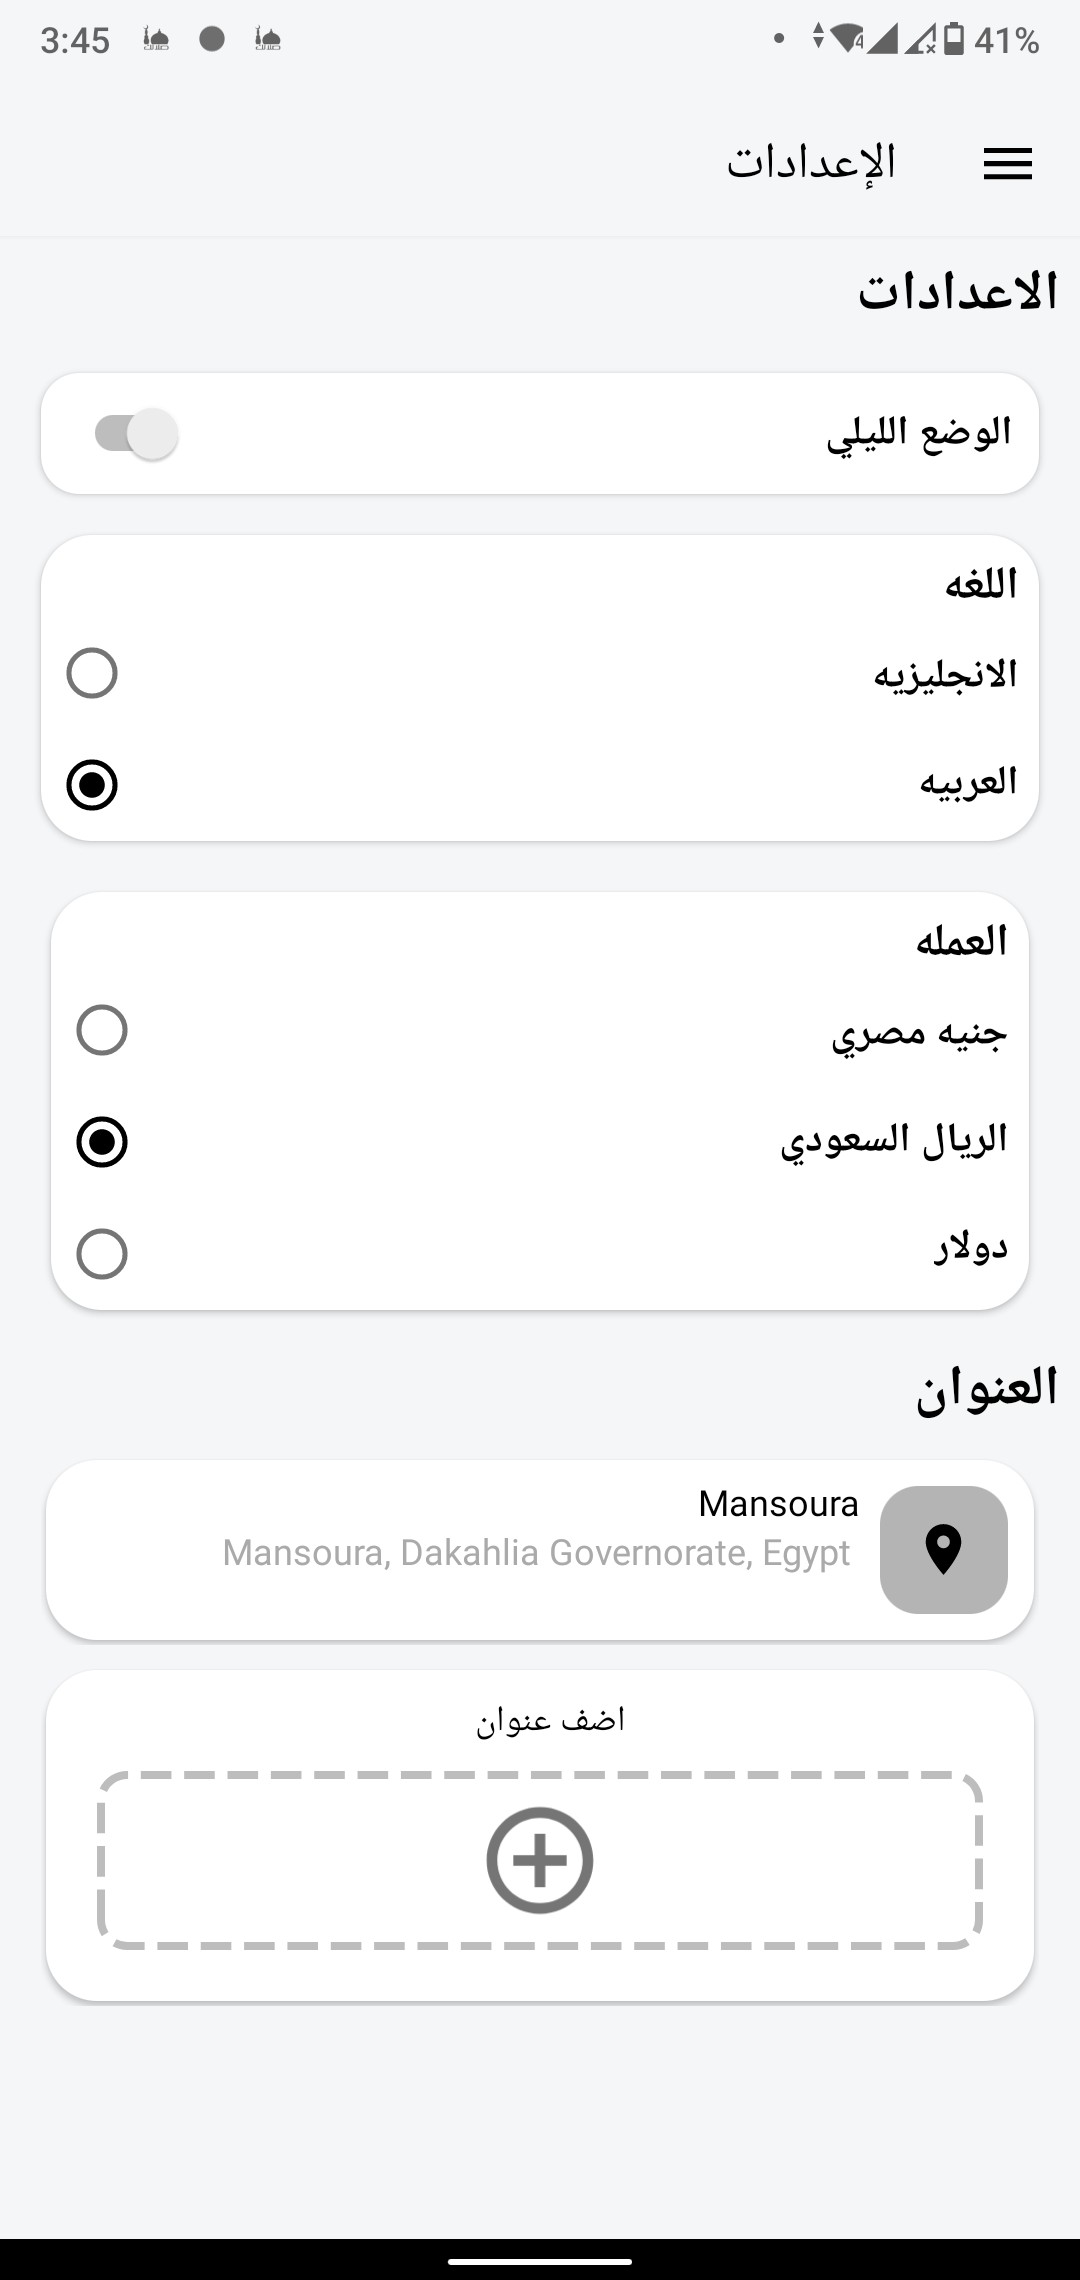 3:45
41%
الإعدادات
الاعدادات
الوضع الليلي
اللغه
الانجليزيه
العربيه
العمله
جنيه مصري
الريال السعودي
دولار
العنوان
Mansoura
Mansoura, Dakahlia Governorate, Egypt
اضف عنوان